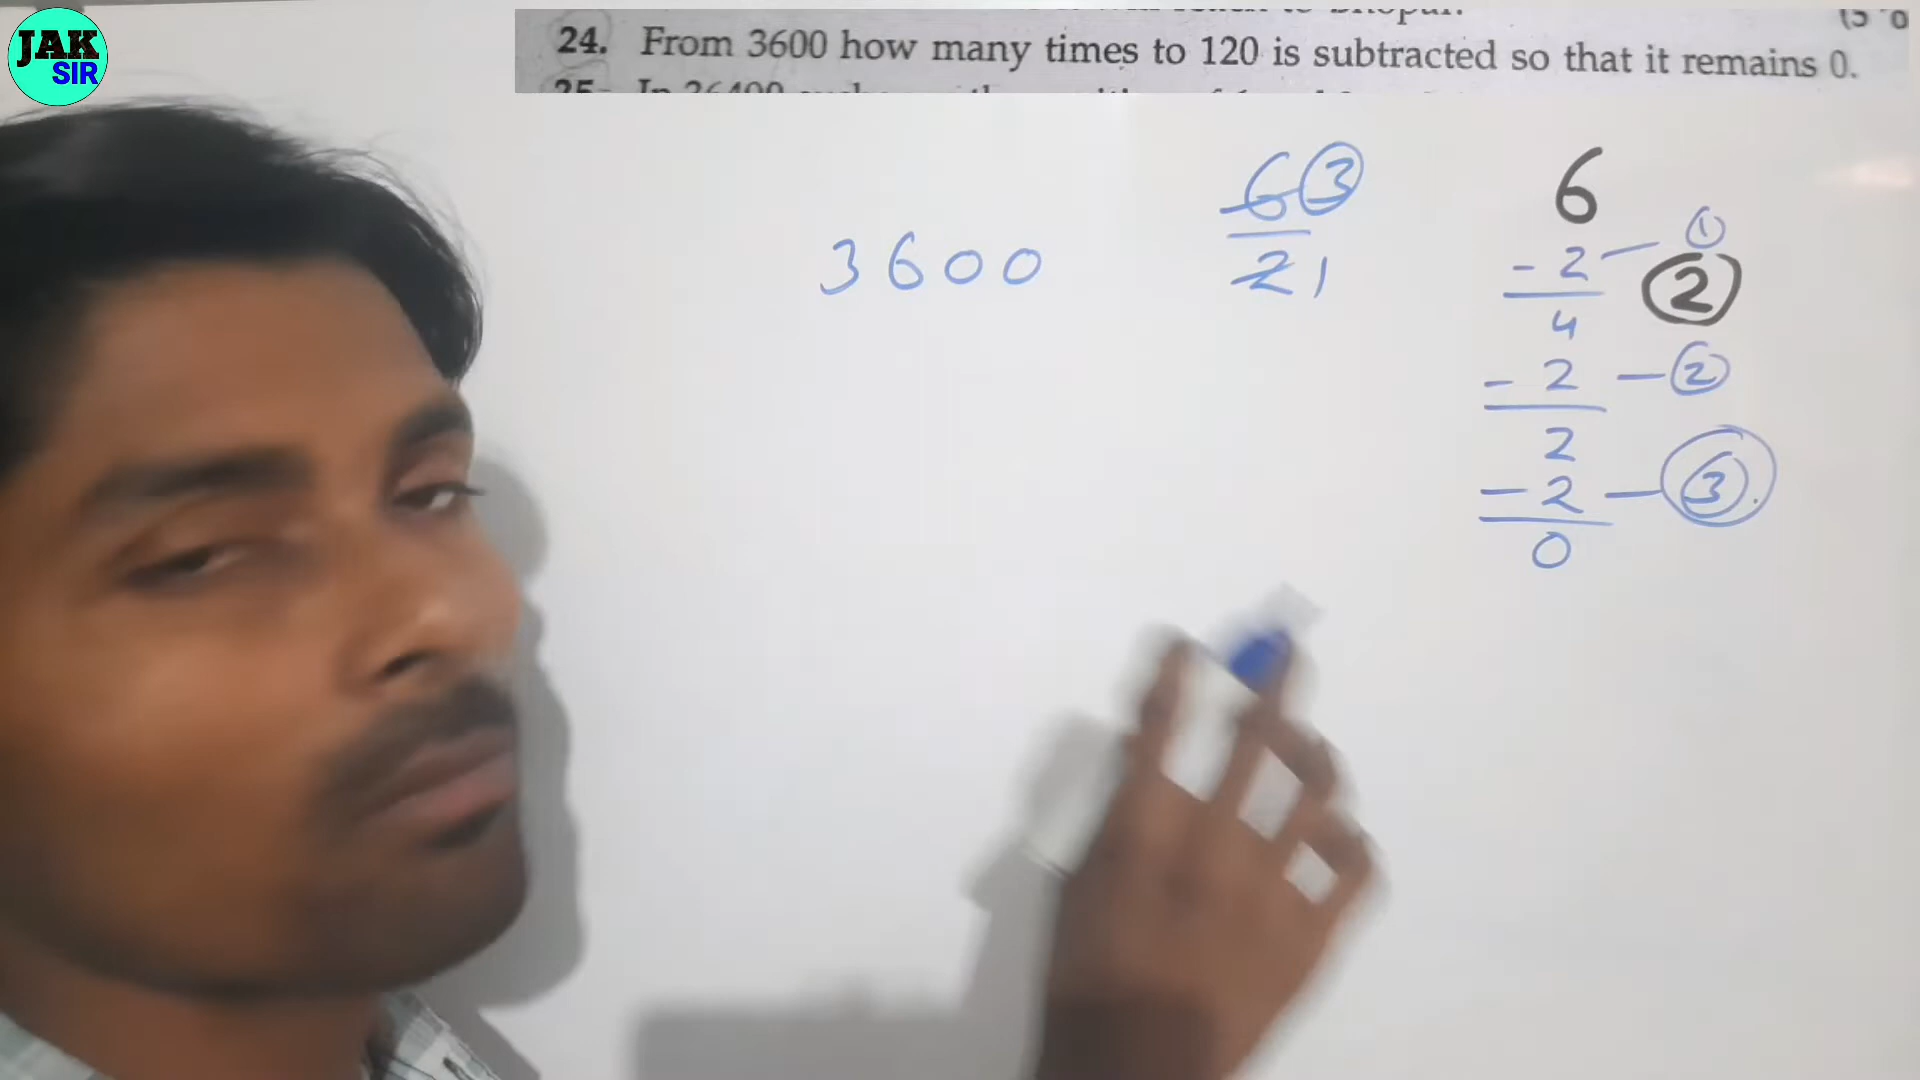 JAK
SIR
24. From 3600 how many times to 120 is subtracted so that it remains 0.
3600
6 3
2 1
6
- 2 — 1
2
4
- 2 — 2
2
- 2 — 3
0